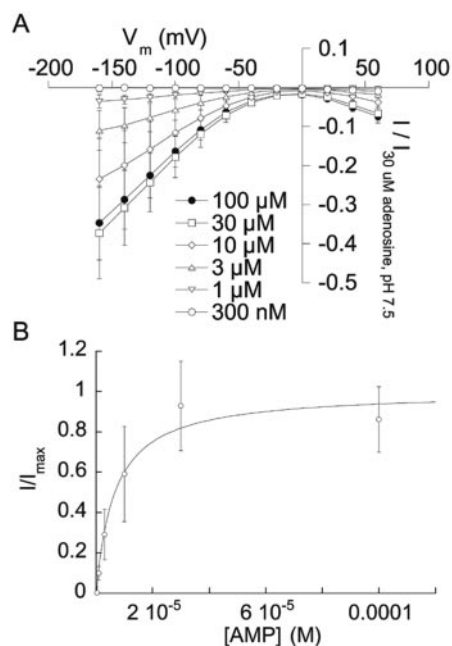 A
V_m (mV)
-200 -150 -100 -50 0 50 100
0.1
-0.1
-0.2
-0.3
-0.4
-0.5
I / I 30 uM adenosine, pH 7.5
100 µM
30 µM
10 µM
3 µM
1 µM
300 nM
B
1.2
1
0.8
0.6
0.4
0.2
0
I/I_max
2 10^-5 6 10^-5 0.0001
[AMP] (M)